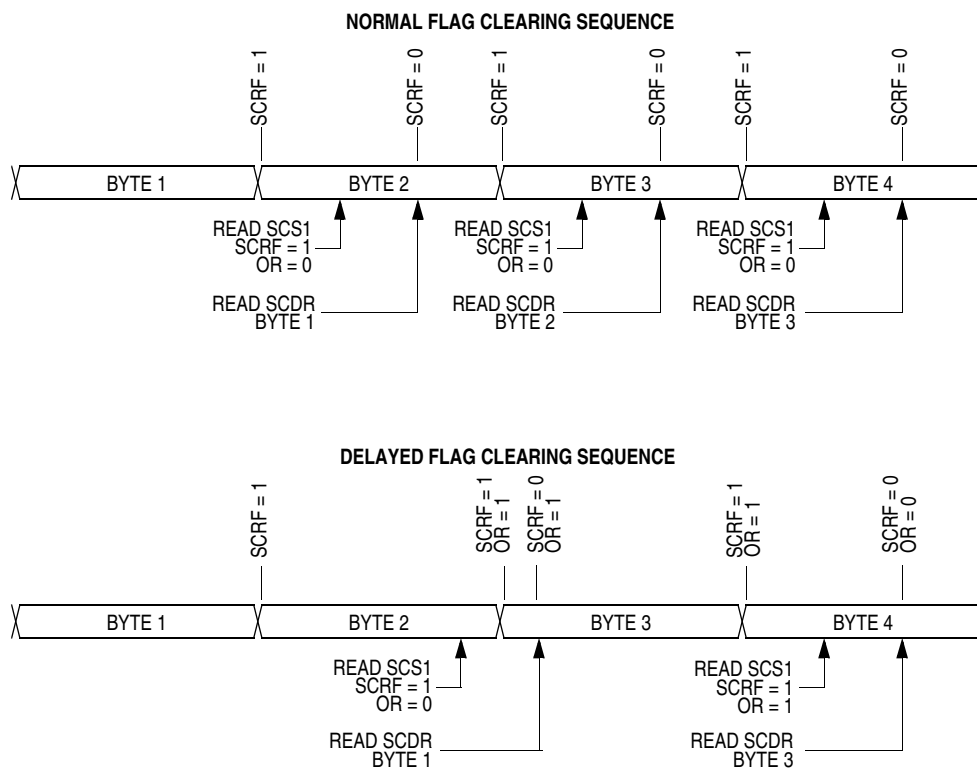 NORMAL FLAG CLEARING SEQUENCE
SCRF = 1
SCRF = 0
SCRF = 1
SCRF = 0
SCRF = 1
SCRF = 0
BYTE 1
BYTE 2
BYTE 3
BYTE 4
READ SCS1
SCRF = 1
OR = 0
READ SCS1
SCRF = 1
OR = 0
READ SCS1
SCRF = 1
OR = 0
READ SCDR
BYTE 1
READ SCDR
BYTE 2
READ SCDR
BYTE 3
DELAYED FLAG CLEARING SEQUENCE
SCRF = 1
SCRF = 1
OR = 1
SCRF = 0
OR = 1
SCRF = 1
OR = 1
SCRF = 0
OR = 0
BYTE 1
BYTE 2
BYTE 3
BYTE 4
READ SCS1
SCRF = 1
OR = 0
READ SCS1
SCRF = 1
OR = 1
READ SCDR
BYTE 1
READ SCDR
BYTE 3